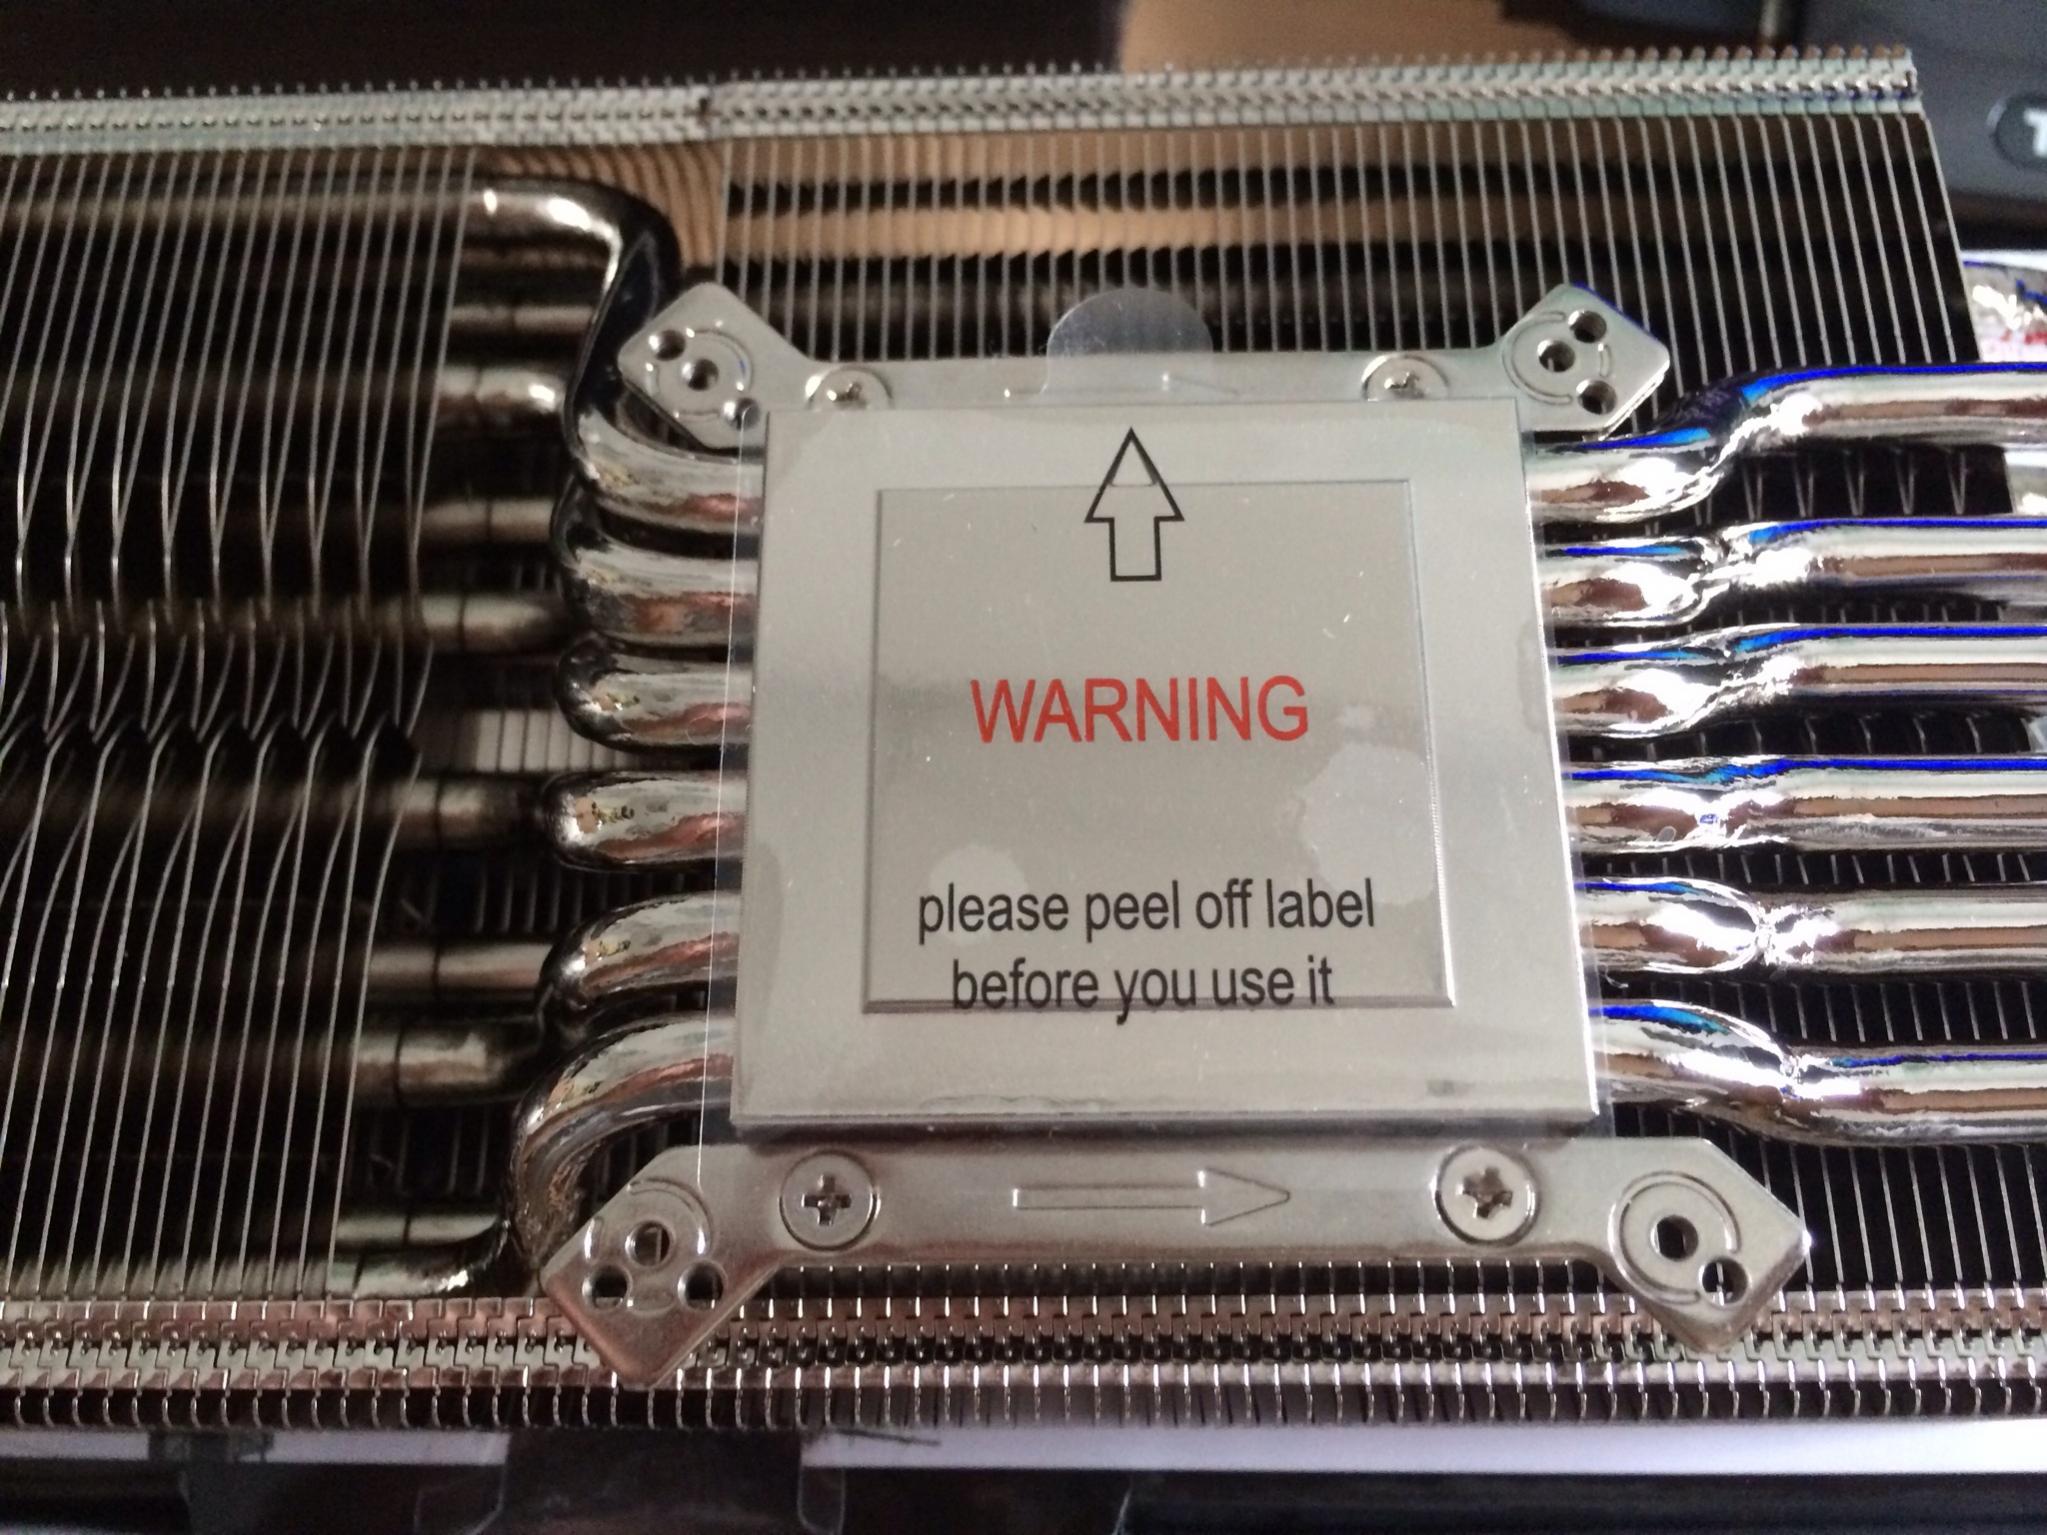 WARNING
please peel off label
before you use it